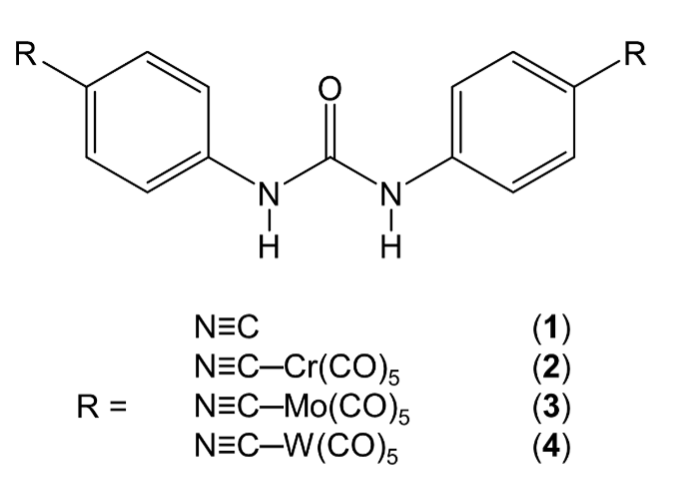 R R
O
N N
H H
N≡C (1)
N≡C–Cr(CO)₅ (2)
R = N≡C–Mo(CO)₅ (3)
N≡C–W(CO)₅ (4)